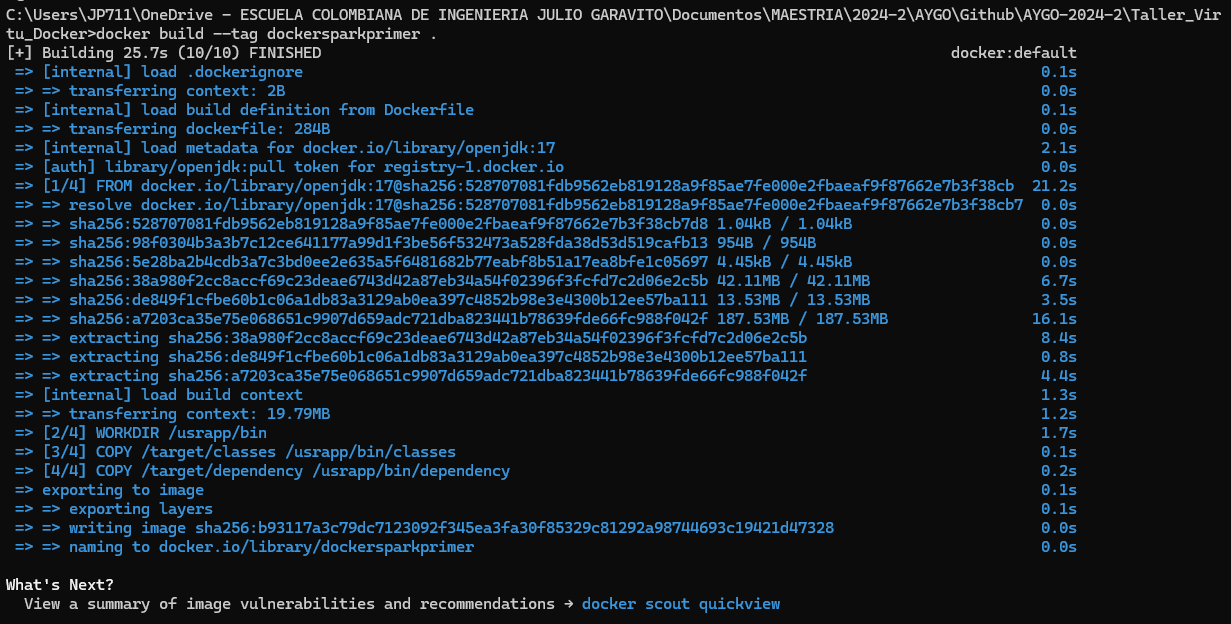 C:\Users\JP711\OneDrive - ESCUELA COLOMBIANA DE INGENIERIA JULIO GARAVITO\Documentos\MAESTRIA\2024-2\AYGO\Github\AYGO-2024-2\Taller_Vir
tu_Docker>docker build --tag dockersparkprimer .
[+] Building 25.7s (10/10) FINISHED docker:default
=> [internal] load .dockerignore 0.1s
=> => transferring context: 2B 0.0s
=> [internal] load build definition from Dockerfile 0.1s
=> => transferring dockerfile: 284B 0.0s
=> [internal] load metadata for docker.io/library/openjdk:17 2.1s
=> [auth] library/openjdk:pull token for registry-1.docker.io 0.0s
=> [1/4] FROM docker.io/library/openjdk:17@sha256:528707081fdb9562eb819128a9f85ae7fe000e2fbaeaf9f87662e7b3f38cb 21.2s
=> => resolve docker.io/library/openjdk:17@sha256:528707081fdb9562eb819128a9f85ae7fe000e2fbaeaf9f87662e7b3f38cb7 0.0s
=> => sha256:528707081fdb9562eb819128a9f85ae7fe000e2fbaeaf9f87662e7b3f38cb7d8 1.04kB / 1.04kB 0.0s
=> => sha256:98f0304b3a3b7c12ce641177a99d1f3be56f532473a528fda38d53d519cafb13 954B / 954B 0.0s
=> => sha256:5e28ba2b4cdb3a7c3bd0ee2e635a5f6481682b77eabf8b51a17ea8bfe1c05697 4.45kB / 4.45kB 0.0s
=> => sha256:38a980f2cc8accf69c23deae6743d42a87eb34a54f02396f3fcfd7c2d06e2c5b 42.11MB / 42.11MB 6.7s
=> => sha256:de849f1cfbe60b1c06a1db83a3129ab0ea397c4852b98e3e4300b12ee57ba111 13.53MB / 13.53MB 3.5s
=> => sha256:a7203ca35e75e068651c9907d659adc721dba823441b78639fde66fc988f042f 187.53MB / 187.53MB 16.1s
=> => extracting sha256:38a980f2cc8accf69c23deae6743d42a87eb34a54f02396f3fcfd7c2d06e2c5b 8.4s
=> => extracting sha256:de849f1cfbe60b1c06a1db83a3129ab0ea397c4852b98e3e4300b12ee57ba111 0.8s
=> => extracting sha256:a7203ca35e75e068651c9907d659adc721dba823441b78639fde66fc988f042f 4.4s
=> [internal] load build context 1.3s
=> => transferring context: 19.79MB 1.2s
=> [2/4] WORKDIR /usrapp/bin 1.7s
=> [3/4] COPY /target/classes /usrapp/bin/classes 0.1s
=> [4/4] COPY /target/dependency /usrapp/bin/dependency 0.2s
=> exporting to image 0.1s
=> => exporting layers 0.1s
=> => writing image sha256:b93117a3c79dc7123092f345ea3fa30f85329c81292a98744693c19421d47328 0.0s
=> => naming to docker.io/library/dockersparkprimer 0.0s
What's Next?
View a summary of image vulnerabilities and recommendations → docker scout quickview